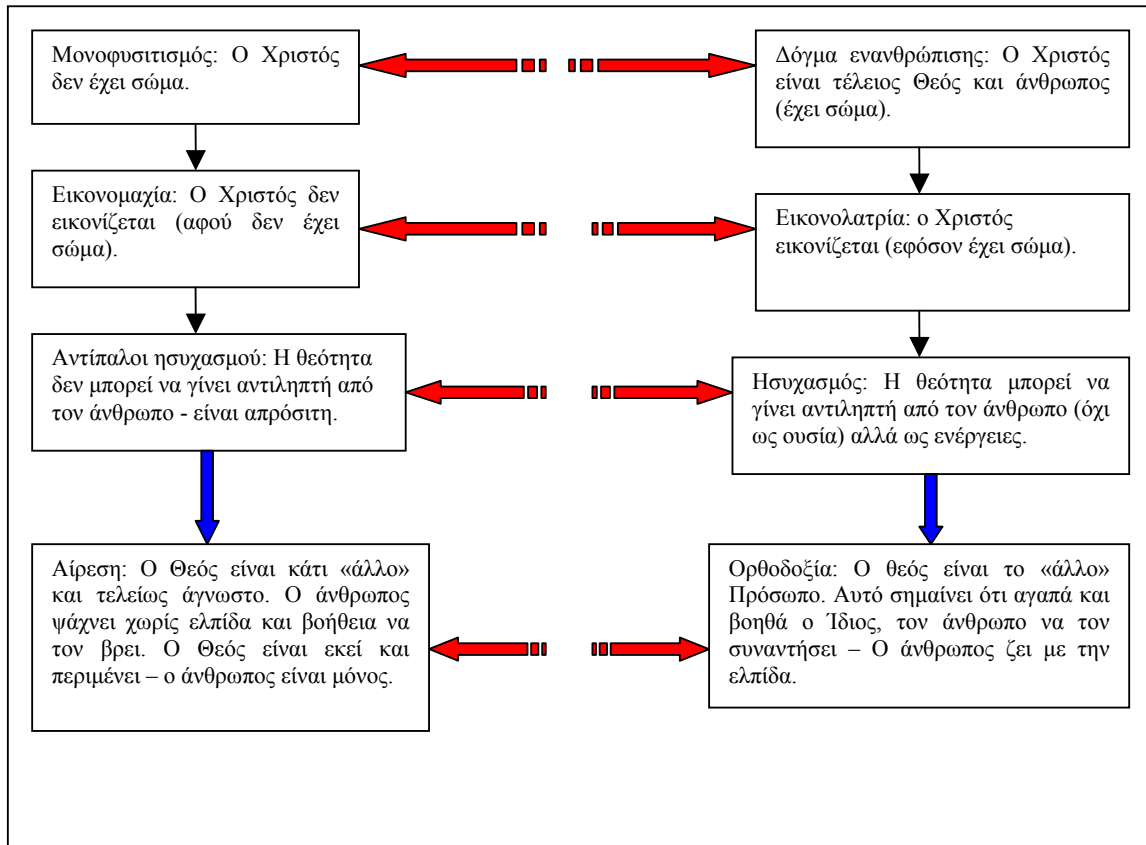 Μονοφυσιτισμός: Ο Χριστός
δεν έχει σώμα.
Δόγμα ενανθρώπισης: Ο Χριστός
είναι τέλειος Θεός και άνθρωπος
(έχει σώμα).
Εικονομαχία: Ο Χριστός δεν
εικονίζεται (αφού δεν έχει
σώμα).
Εικονολατρία: ο Χριστός
εικονίζεται (εφόσον έχει σώμα).
Αντίπαλοι ησυχασμού: Η θεότητα
δεν μπορεί να γίνει αντιληπτή από
τον άνθρωπο - είναι απρόσιτη.
Ησυχασμός: Η θεότητα μπορεί να
γίνει αντιληπτή από τον άνθρωπο (όχι
ως ουσία) αλλά ως ενέργειες.
Αίρεση: Ο Θεός είναι κάτι «άλλο»
και τελείως άγνωστο. Ο άνθρωπος
ψάχνει χωρίς ελπίδα και βοήθεια να
τον βρει. Ο Θεός είναι εκεί και
περιμένει – ο άνθρωπος είναι μόνος.
Ορθοδοξία: Ο θεός είναι το «άλλο»
Πρόσωπο. Αυτό σημαίνει ότι αγαπά και
βοηθά ο Ίδιος, τον άνθρωπο να τον
συναντήσει – Ο άνθρωπος ζει με την
ελπίδα.